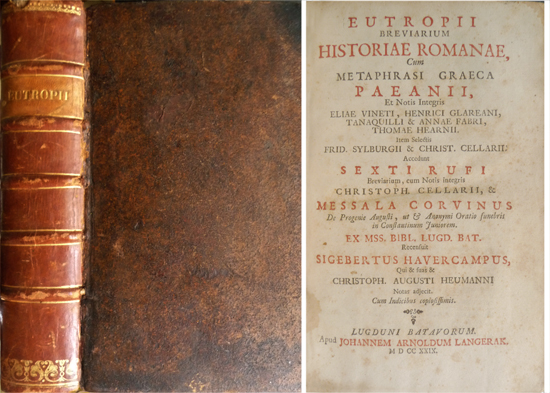 EUTROPII
EUTROPII
BREVIARIUM
HISTORIAE ROMANAE,
Cum
METAPHRASI GRAECA
PAEANII,
Et Notis Integris
ELIAE VINETI, HENRICI GLAREANI,
TANAQUILLI & ANNAE FABRI,
THOMAE HEARNII.
Item Selectis
FRID. SYLBURGII & CHRIST. CELLARII.
Accedunt
SEXTI RUFI
Breviarium, cum Notis integris
CHRISTOPH. CELLARII, &
MESSALA CORVINUS
De Progenie Augusti, ut & Anonymi Oratio funebris
in Constantinum Juniorem.
EX MSS. BIBL. LUGD. BAT.
Recensuit
SIGEBERTUS HAVERCAMPUS,
Qui & suas &
CHRISTOPH. AUGUSTI HEUMANNI
Notas adjecit.
Cum Indicibus copiosissimis.
LUGDUNI BATAVORUM.
Apud JOHANNEM ARNOLDUM LANGERAK,
M D CC XXIX.